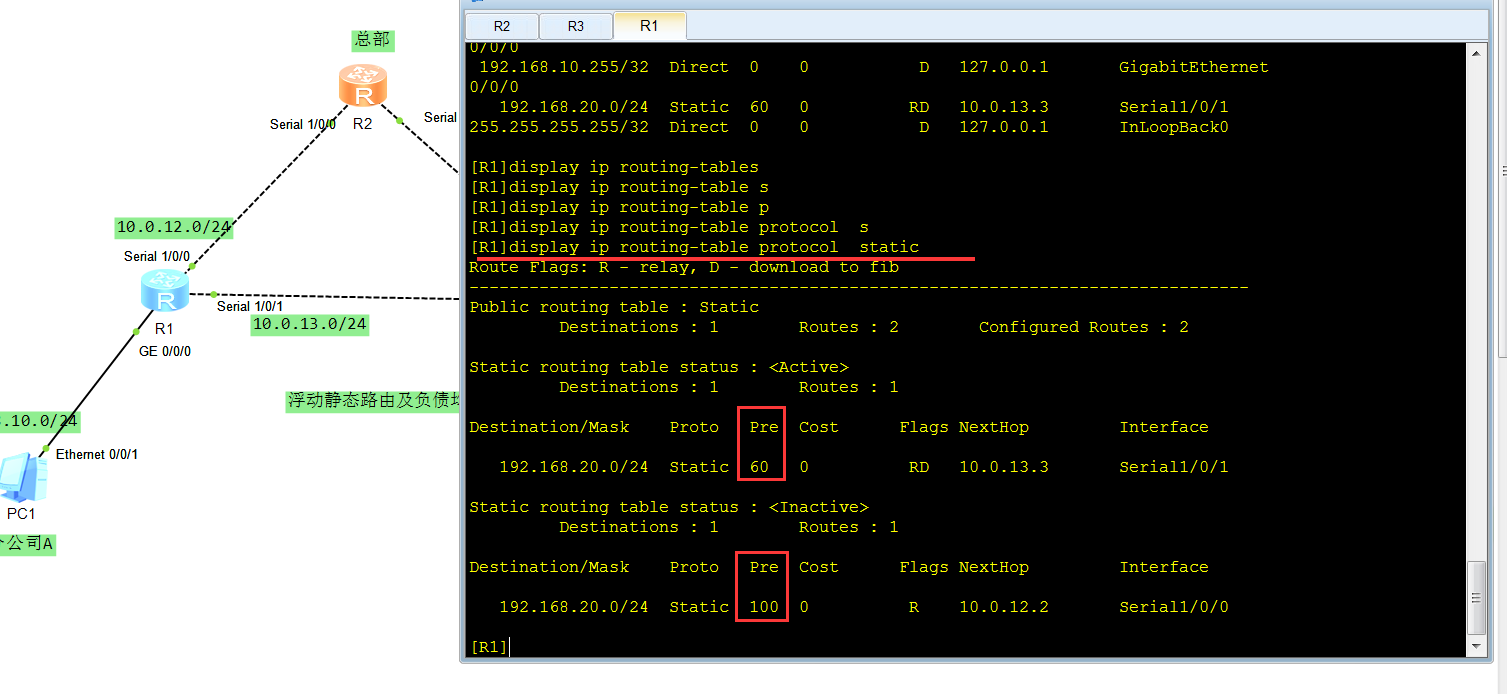 总部
R2
Serial 1/0/0
Serial
10.0.12.0/24
Serial 1/0/0
R1
Serial 1/0/1
10.0.13.0/24
GE 0/0/0
浮动静态路由及负债
.10.0/24
Ethernet 0/0/1
PC1
公司A
R2 R3 R1
0/0/0
192.168.10.255/32 Direct 0 0 D 127.0.0.1 GigabitEthernet
0/0/0
192.168.20.0/24 Static 60 0 RD 10.0.13.3 Serial1/0/1
255.255.255.255/32 Direct 0 0 D 127.0.0.1 InLoopBack0
[R1]display ip routing-tables
[R1]display ip routing-table s
[R1]display ip routing-table p
[R1]display ip routing-table protocol s
[R1]display ip routing-table protocol static
Route Flags: R - relay, D - download to fib
------------------------------------------------------------------------------
Public routing table : Static
Destinations : 1 Routes : 2 Configured Routes : 2
Static routing table status : <Active>
Destinations : 1 Routes : 1
Destination/Mask Proto Pre Cost Flags NextHop Interface
192.168.20.0/24 Static 60 0 RD 10.0.13.3 Serial1/0/1
Static routing table status : <Inactive>
Destinations : 1 Routes : 1
Destination/Mask Proto Pre Cost Flags NextHop Interface
192.168.20.0/24 Static 100 0 R 10.0.12.2 Serial1/0/0
[R1]